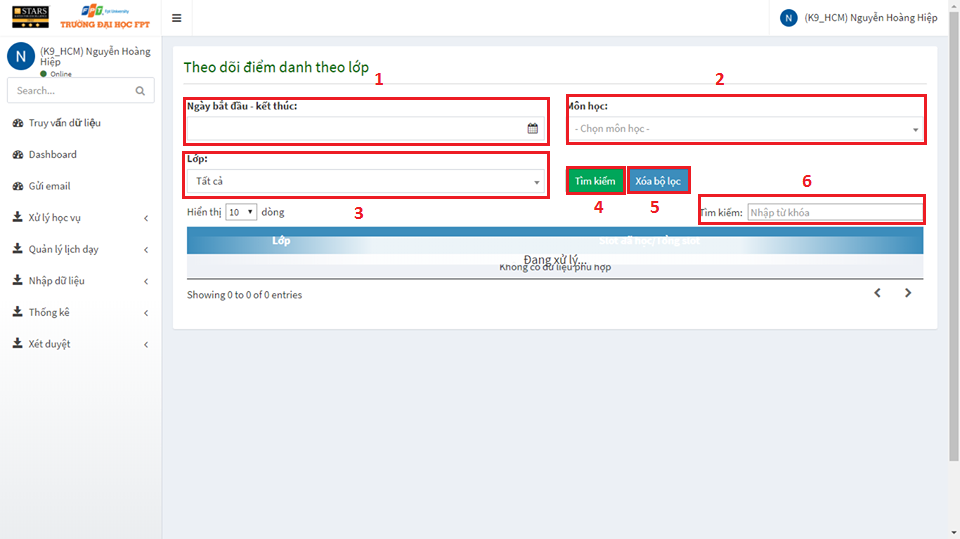 STARS
FPT Fpt University
TRƯỜNG ĐẠI HỌC FPT
N (K9_HCM) Nguyễn Hoàng Hiệp
N (K9_HCM) Nguyễn Hoàng
Hiệp
Online
Search...
Truy vấn dữ liệu
Dashboard
Gửi email
Xử lý học vụ
Quản lý lịch dạy
Nhập dữ liệu
Thống kê
Xét duyệt
Theo dõi điểm danh theo lớp
1
2
Ngày bắt đầu - kết thúc:
Môn học:
- Chọn môn học -
Lớp:
Tất cả
Tìm kiếm
Xóa bộ lọc
3
4
5
6
Hiển thị 10 dòng
Tìm kiếm: Nhập từ khóa
Lớp
Slot đã học/Tổng slot
Đang xử lý...
Không có dữ liệu phù hợp
Showing 0 to 0 of 0 entries